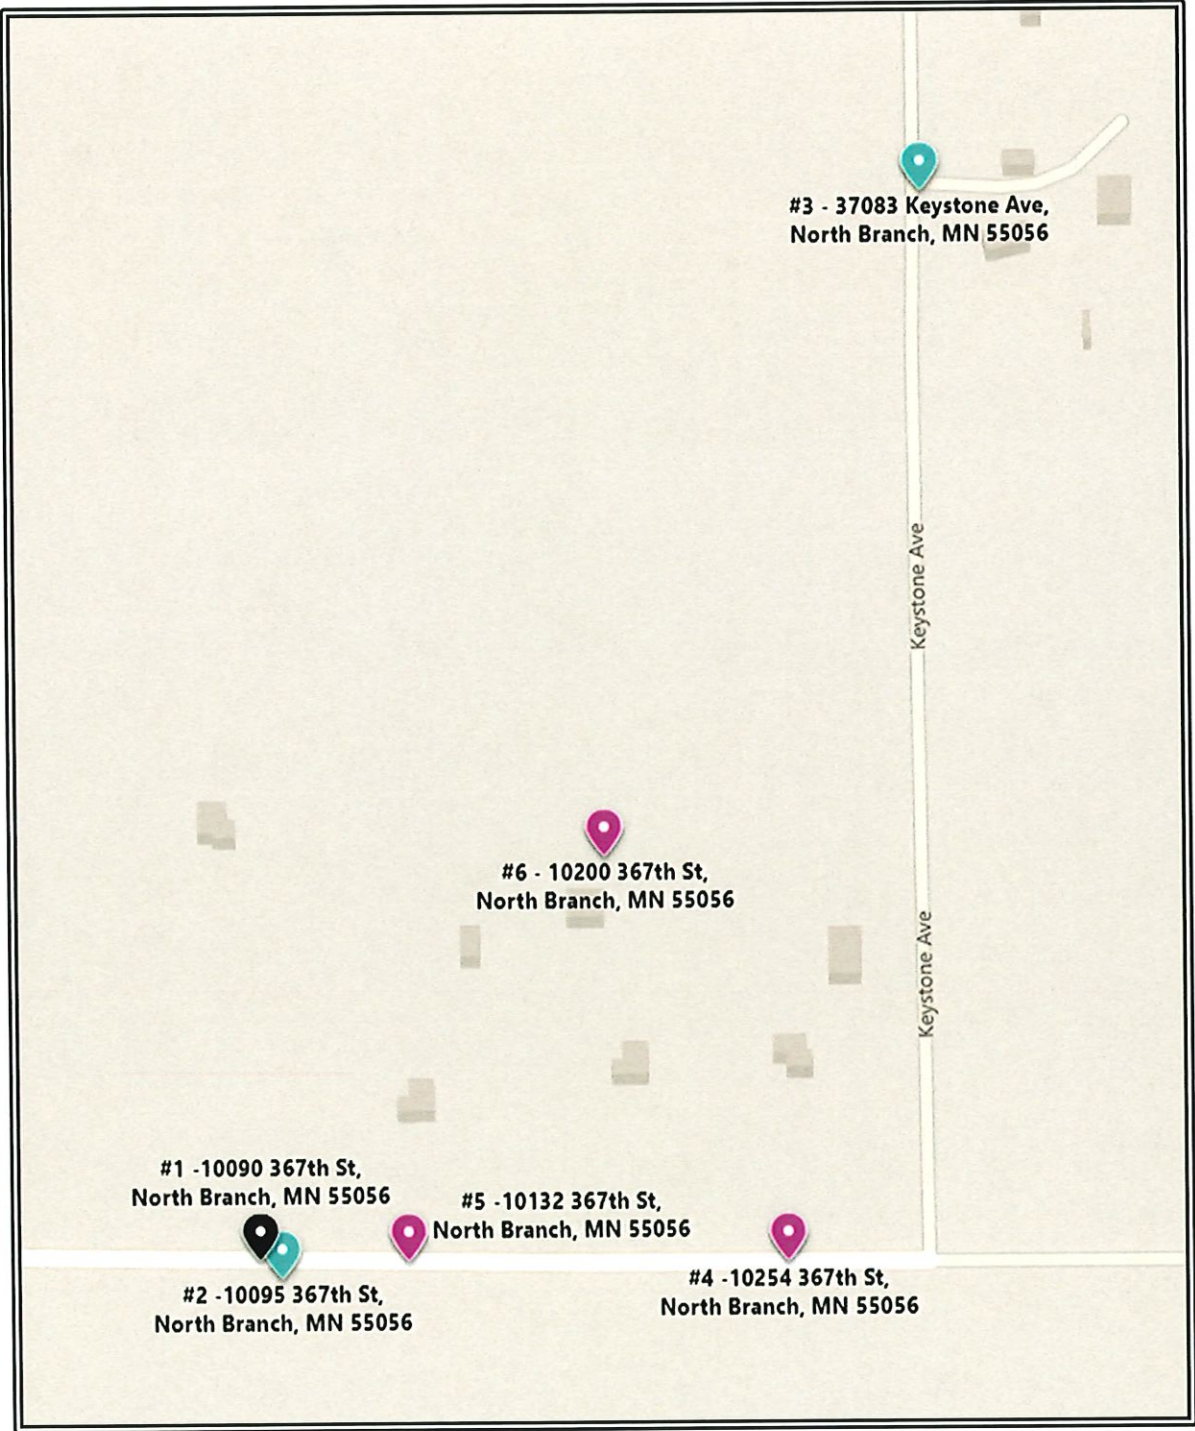 #3 - 37083 Keystone Ave,
North Branch, MN 55056
Keystone Ave
#6 - 10200 367th St,
North Branch, MN 55056
Keystone Ave
#1 -10090 367th St,
North Branch, MN 55056
#5 -10132 367th St,
North Branch, MN 55056
#4 -10254 367th St,
North Branch, MN 55056
#2 -10095 367th St,
North Branch, MN 55056